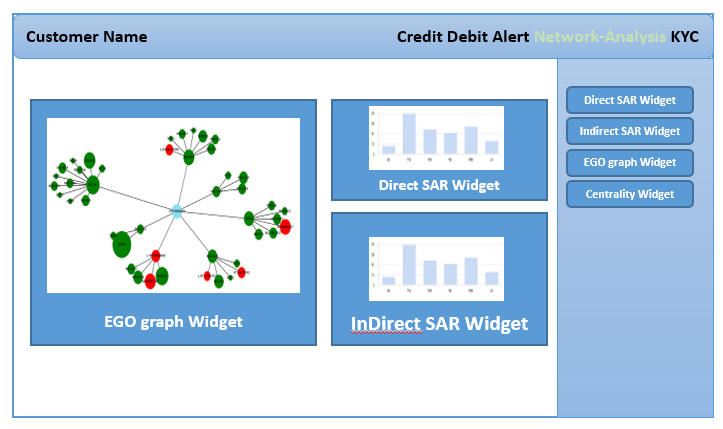 Customer Name
Credit Debit Alert Network-Analysis KYC
Direct SAR Widget
Indirect SAR Widget
EGO graph Widget
Centrality Widget
EGO graph Widget
Direct SAR Widget
InDirect SAR Widget